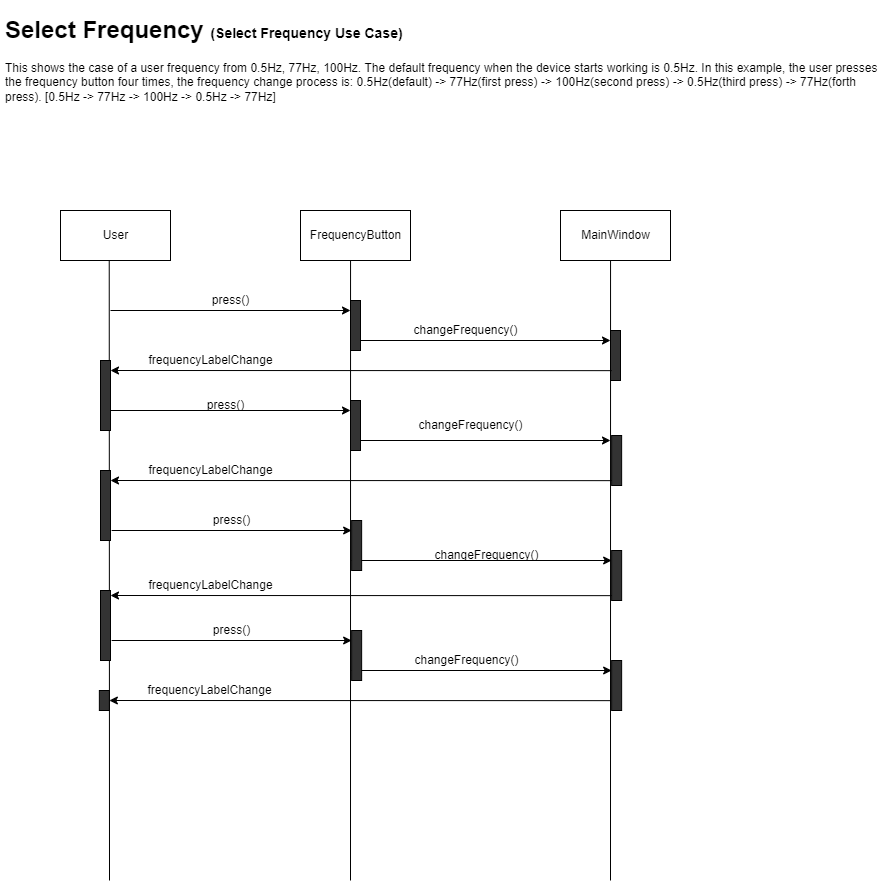 Select Frequency (Select Frequency Use Case)
This shows the case of a user frequency from 0.5Hz, 77Hz, 100Hz. The default frequency when the device starts working is 0.5Hz. In this example, the user presses
the frequency button four times, the frequency change process is: 0.5Hz(default) -> 77Hz(first press) -> 100Hz(second press) -> 0.5Hz(third press) -> 77Hz(forth
press). [0.5Hz -> 77Hz -> 100Hz -> 0.5Hz -> 77Hz]
User
FrequencyButton
MainWindow
press()
changeFrequency()
frequencyLabelChange
press()
changeFrequency()
frequencyLabelChange
press()
changeFrequency()
frequencyLabelChange
press()
changeFrequency()
frequencyLabelChange